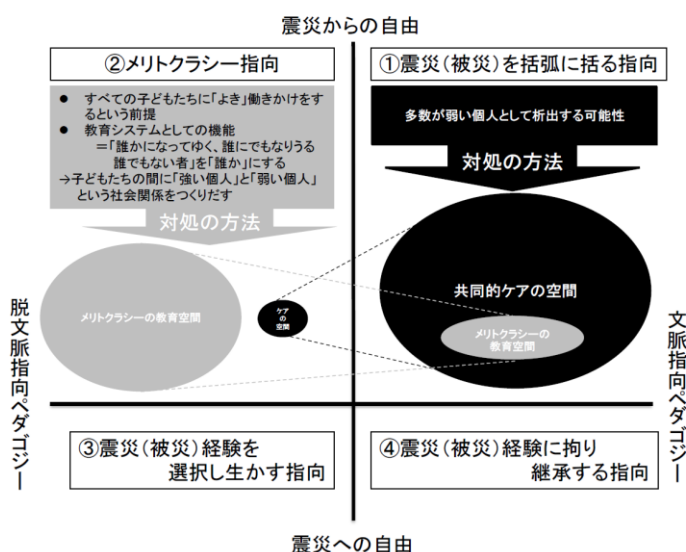 震災からの自由
②メリトクラシー指向
①震災(被災)を括弧に括る指向
● すべての子どもたちに「よき」働きかけをす
るという前提
● 教育システムとしての機能
＝「誰かになってゆく、誰にでもなりうる
誰でもない者」を「誰か」にする
→子どもたちの間に「強い個人」と「弱い個人」
という社会関係をつくりだす
対処の方法
多数が弱い個人として析出する可能性
対処の方法
メリトクラシーの教育空間
ケア
の
空間
共同的ケアの空間
メリトクラシーの
教育空間
脱文脈指向ペダゴジー
文脈指向ペダゴジー
③震災(被災)経験を
選択し生かす指向
④震災(被災)経験に拘り
継承する指向
震災への自由